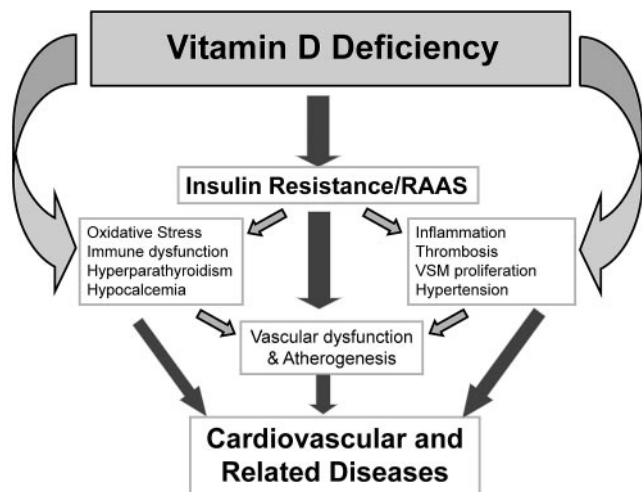 Vitamin D Deficiency
Insulin Resistance/RAAS
Oxidative Stress
Immune dysfunction
Hyperparathyroidism
Hypocalcemia
Inflammation
Thrombosis
VSM proliferation
Hypertension
Vascular dysfunction
& Atherogenesis
Cardiovascular and
Related Diseases